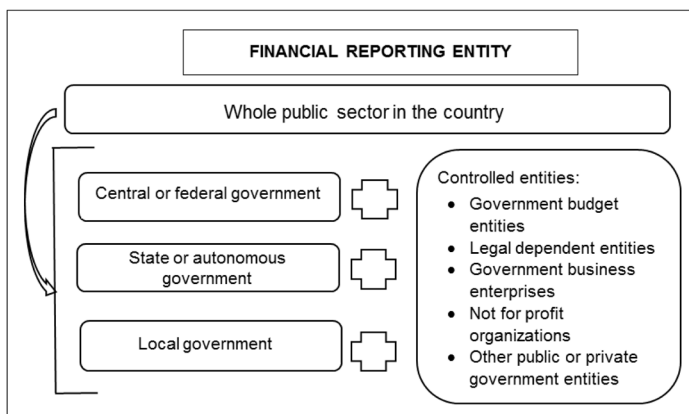 FINANCIAL REPORTING ENTITY
Whole public sector in the country
Central or federal government
State or autonomous
government
Local government
Controlled entities:
• Government budget
entities
• Legal dependent entities
• Government business
enterprises
• Not for profit
organizations
• Other public or private
government entities